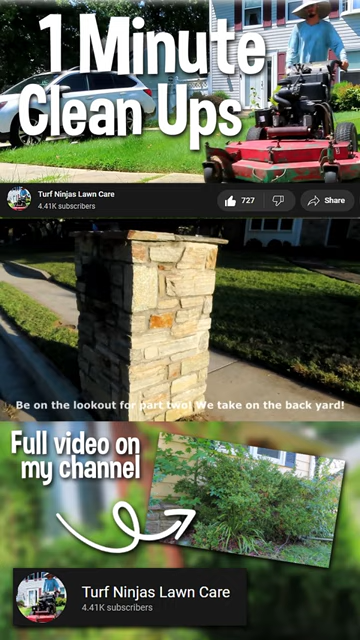 1 Minute
Clean Ups
Turf Ninjas Lawn Care
4.41K subscribers
727
Share
Be on the lookout for part two! We take on the back yard!
Full video on
my channel
Turf Ninjas Lawn Care
4.41K subscribers